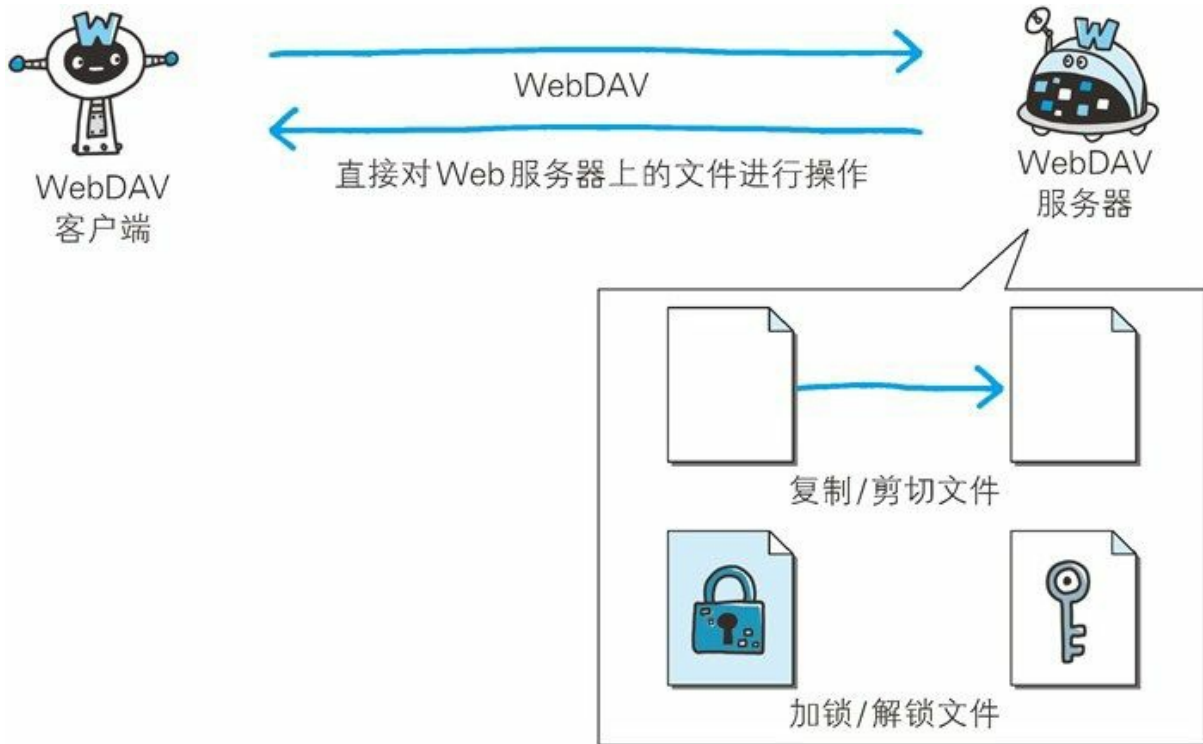 W
W
WebDAV
直接对Web服务器上的文件进行操作
WebDAV
客户端
WebDAV
服务器
复制/剪切文件
加锁/解锁文件